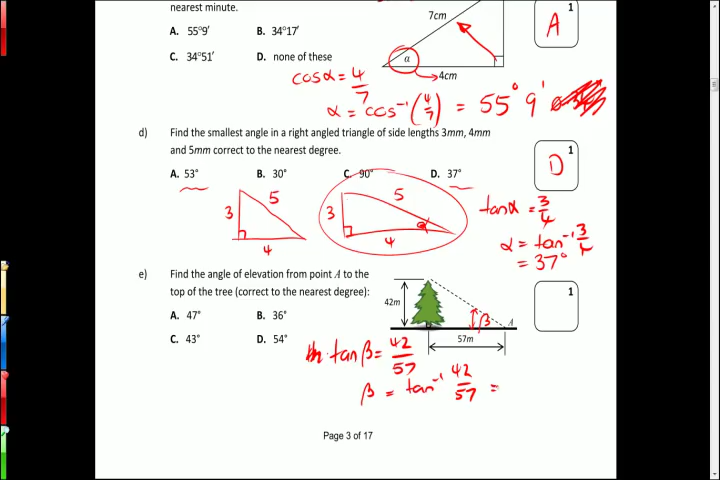 nearest minute.
A. 55°9′ B. 34°17′
C. 34°51′ D. none of these
7cm
α
4cm
1
A
cosα = 4/7
α = cos⁻¹(4/7) = 55° 9'
d) Find the smallest angle in a right angled triangle of side lengths 3mm, 4mm
and 5mm correct to the nearest degree.
1
D
A. 53° B. 30° C. 90° D. 37°
3 5 4
3 5 4 α
tanα = 3/4
α = tan⁻¹ 3/4
= 37°
e) Find the angle of elevation from point A to the
top of the tree (correct to the nearest degree):
A. 47° B. 36°
C. 43° D. 54°
42m
β
A
57m
1
tanβ = 42/57
β = tan⁻¹ 42/57 =
Page 3 of 17